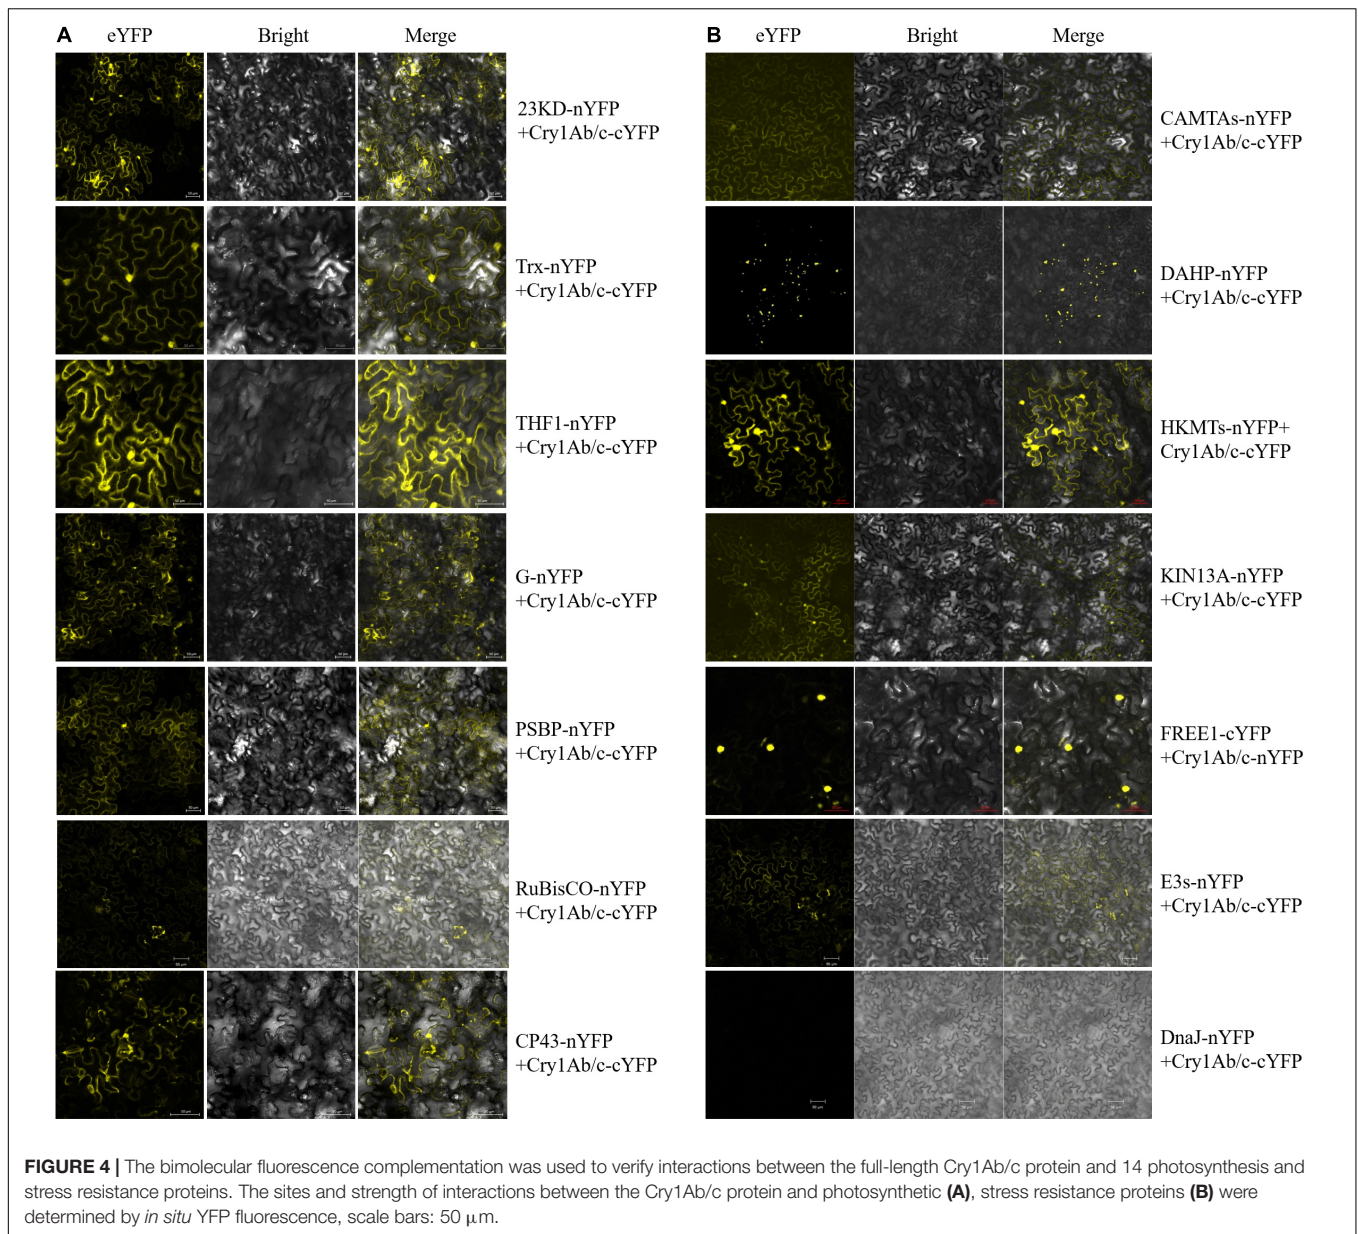 A eYFP Bright Merge
23KD-nYFP
+Cry1Ab/c-cYFP
Trx-nYFP
+Cry1Ab/c-cYFP
THF1-nYFP
+Cry1Ab/c-cYFP
G-nYFP
+Cry1Ab/c-cYFP
PSBP-nYFP
+Cry1Ab/c-cYFP
RuBisCO-nYFP
+Cry1Ab/c-cYFP
CP43-nYFP
+Cry1Ab/c-cYFP
B eYFP Bright Merge
CAMTAs-nYFP
+Cry1Ab/c-cYFP
DAHP-nYFP
+Cry1Ab/c-cYFP
HKMTs-nYFP+
Cry1Ab/c-cYFP
KIN13A-nYFP
+Cry1Ab/c-cYFP
FREE1-cYFP
+Cry1Ab/c-nYFP
E3s-nYFP
+Cry1Ab/c-cYFP
DnaJ-nYFP
+Cry1Ab/c-cYFP
FIGURE 4 | The bimolecular fluorescence complementation was used to verify interactions between the full-length Cry1Ab/c protein and 14 photosynthesis and
stress resistance proteins. The sites and strength of interactions between the Cry1Ab/c protein and photosynthetic (A), stress resistance proteins (B) were
determined by in situ YFP fluorescence, scale bars: 50 μm.